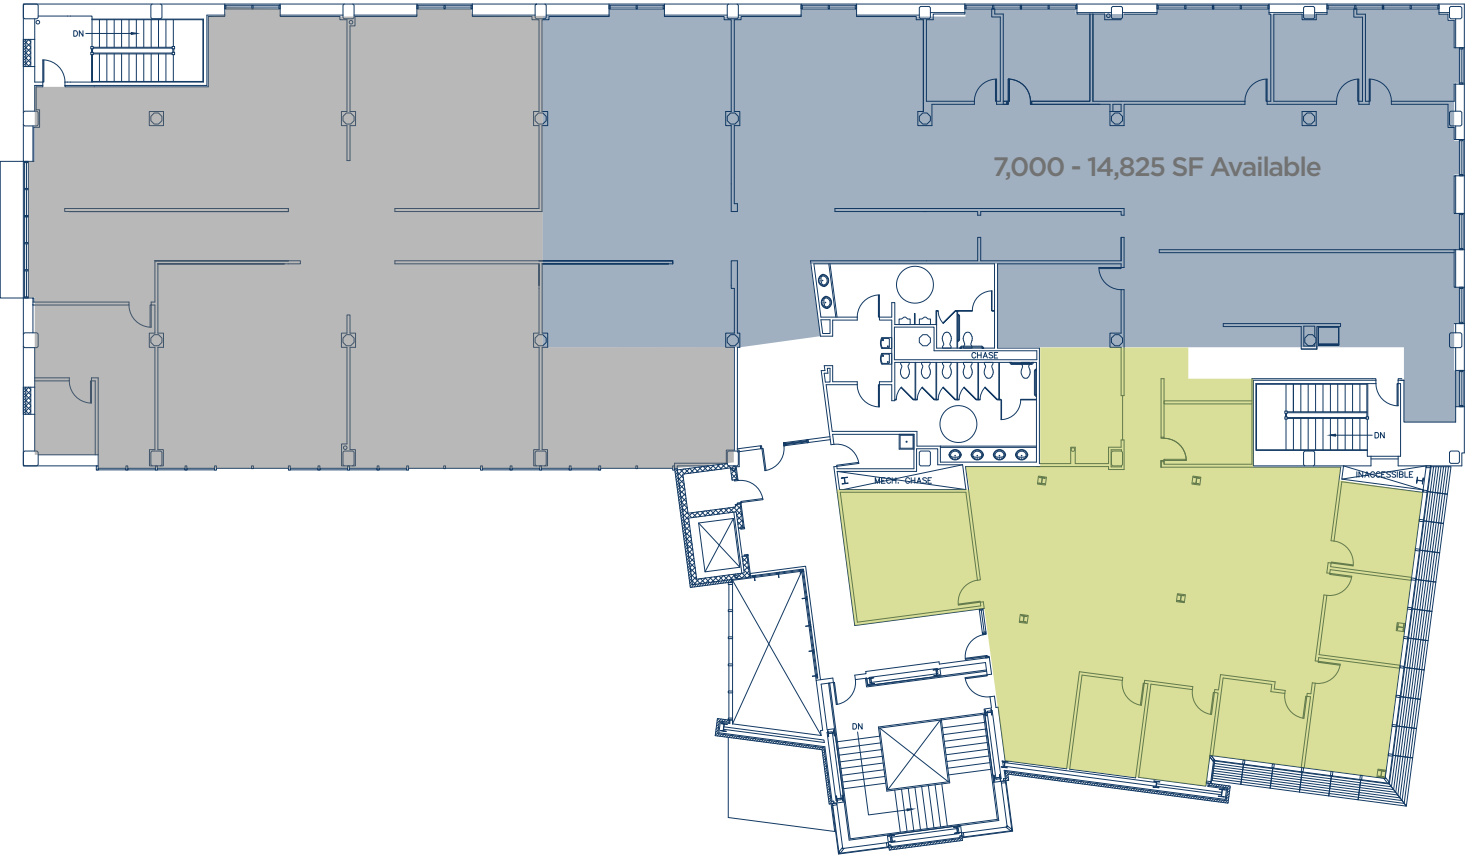 DN
7,000 - 14,825 SF Available
CHASE
DN
MECH. CHASE
INACCESSIBLE
DN